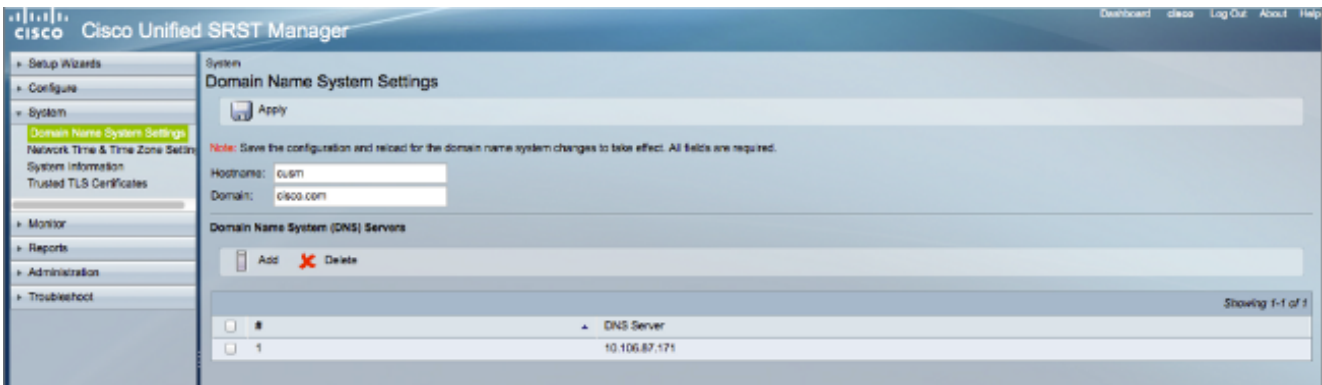 Dashboard cisco Log Out About Help
CISCO Cisco Unified SRST Manager
Setup Wizards
Configure
System
Domain Name System Settings
Network Time & Time Zone Settin
System Information
Trusted TLS Certificates
Monitor
Reports
Administration
Troubleshoot
System
Domain Name System Settings
Apply
Note: Save the configuration and reload for the domain name system changes to take effect. All fields are required.
Hostname: cusm
Domain: cisco.com
Domain Name System (DNS) Servers
Add Delete
Showing 1-1 of 1
# DNS Server
1 10.106.87.171